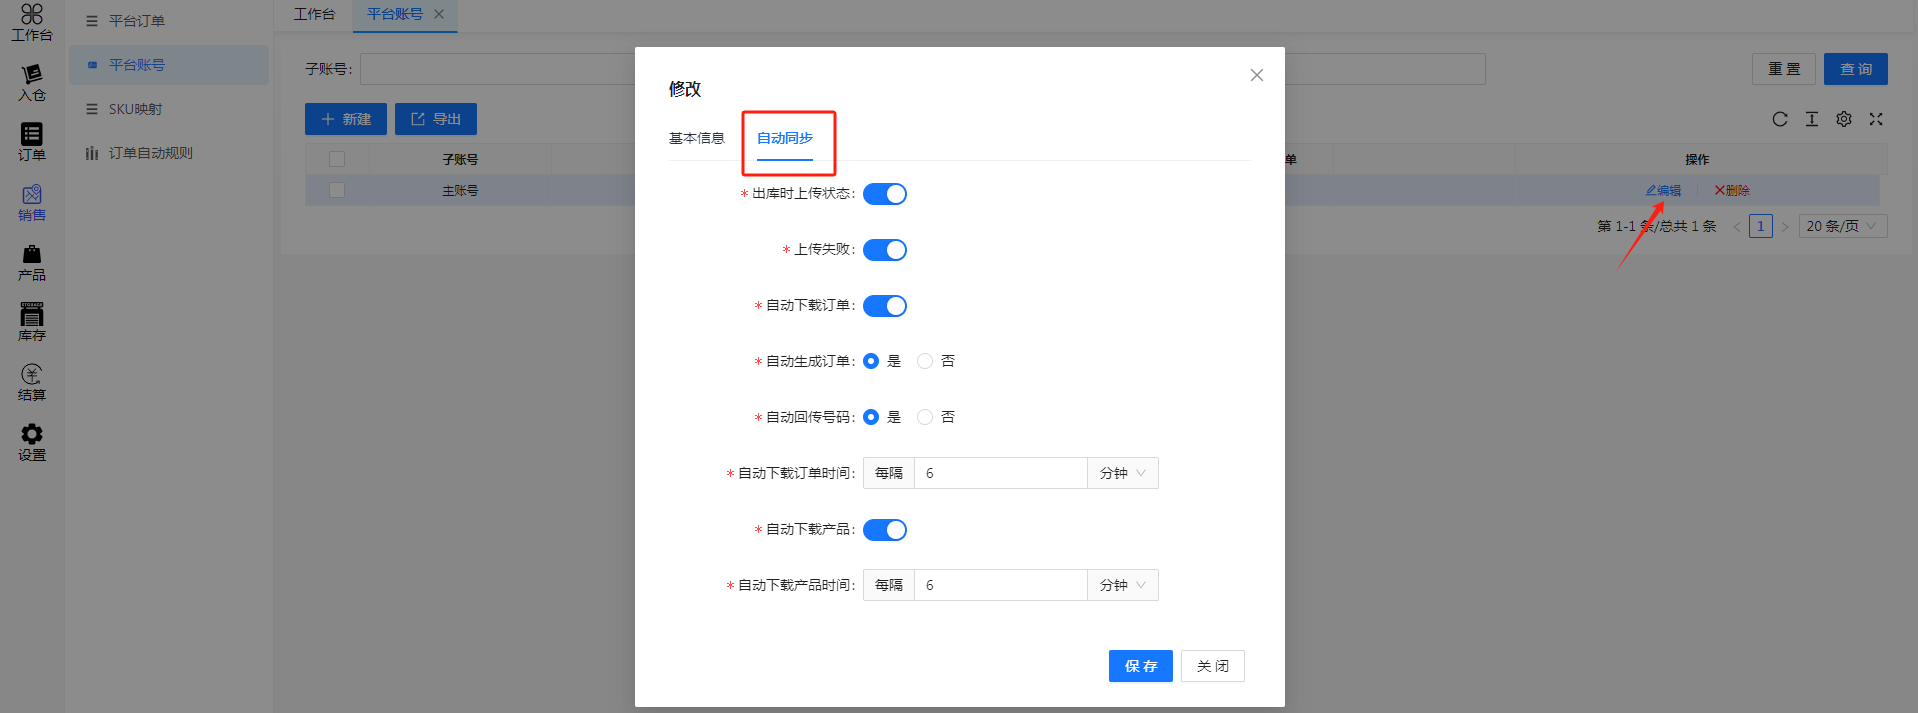 工作台
入仓
订单
销售
产品
库存
结算
设置
平台订单
平台账号
SKU映射
订单自动规则
工作台
平台账号
子账号:
重置
查询
新建
导出
子账号
单
操作
主账号
编辑
删除
第 1-1 条/总共 1 条
1
20 条/页
修改
基本信息
自动同步
* 出库时上传状态:
* 上传失败:
* 自动下载订单:
* 自动生成订单: 是 否
* 自动回传号码: 是 否
* 自动下载订单时间: 每隔 6 分钟
* 自动下载产品:
* 自动下载产品时间: 每隔 6 分钟
保存
关闭